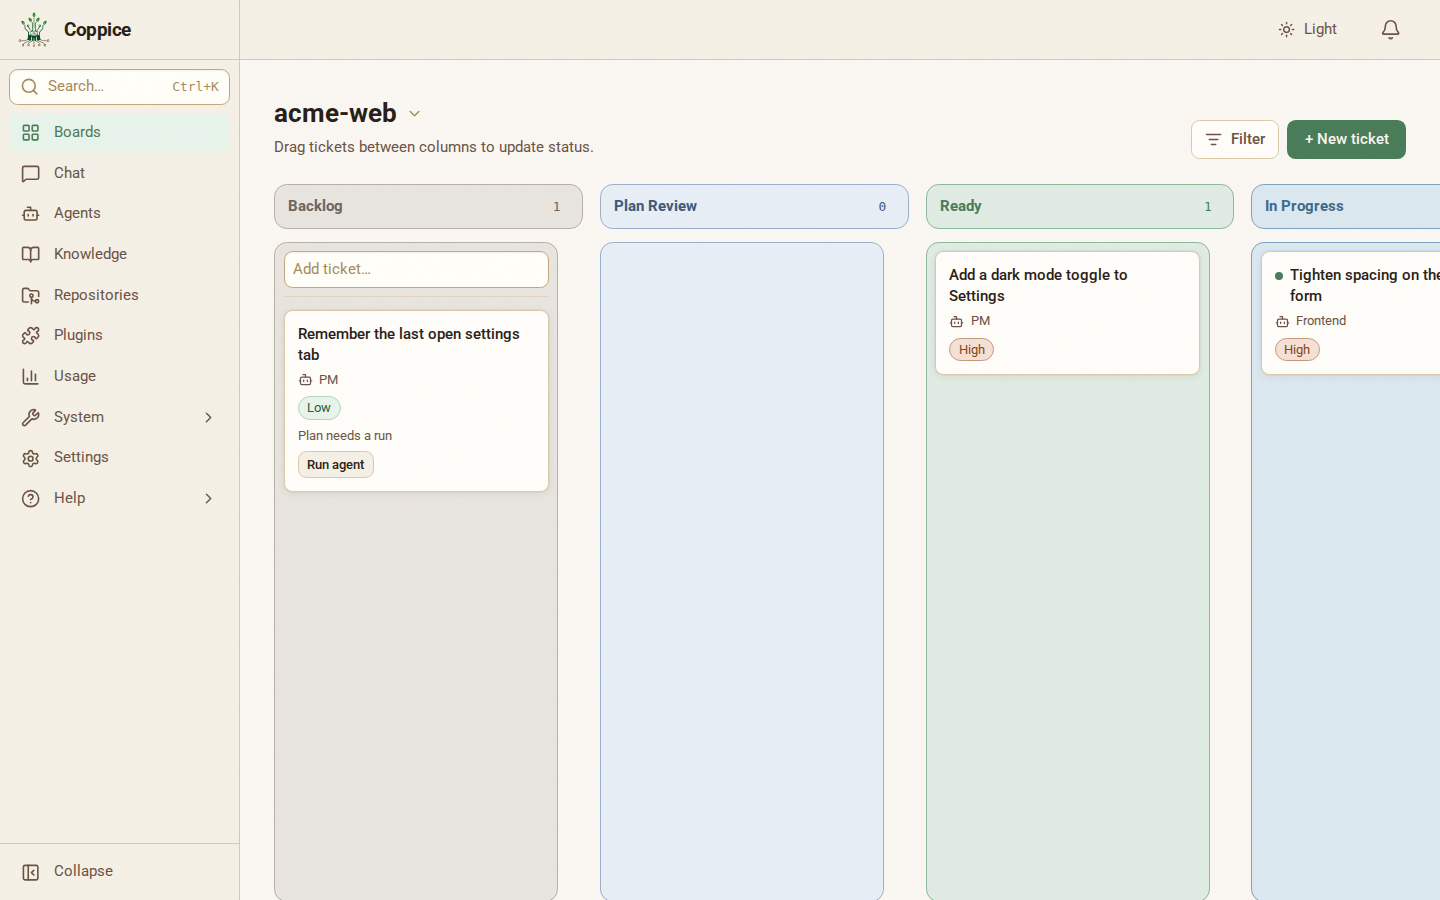 Coppice
Light
Search... Ctrl+K
Boards
Chat
Agents
Knowledge
Repositories
Plugins
Usage
System
Settings
Help
Collapse
acme-web
Drag tickets between columns to update status.
Filter
+ New ticket
Backlog 1
Add ticket...
Remember the last open settings
tab
PM
Low
Plan needs a run
Run agent
Plan Review 0
Ready 1
Add a dark mode toggle to
Settings
PM
High
In Progress
Tighten spacing on the
form
Frontend
High